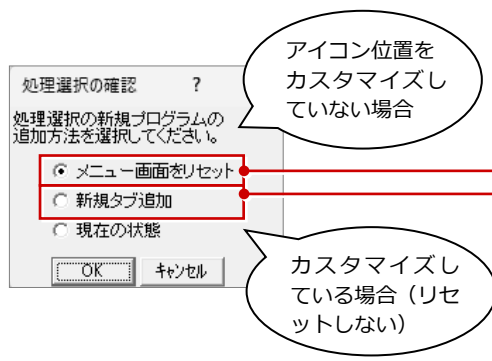 アイコン位置を
カスタマイズし
ていない場合
処理選択の確認 ?
処理選択の新規プログラムの
追加方法を選択してください。
メニュー画面をリセット
新規タブ追加
現在の状態
OK キャンセル
カスタマイズし
ている場合（リセ
ットしない）